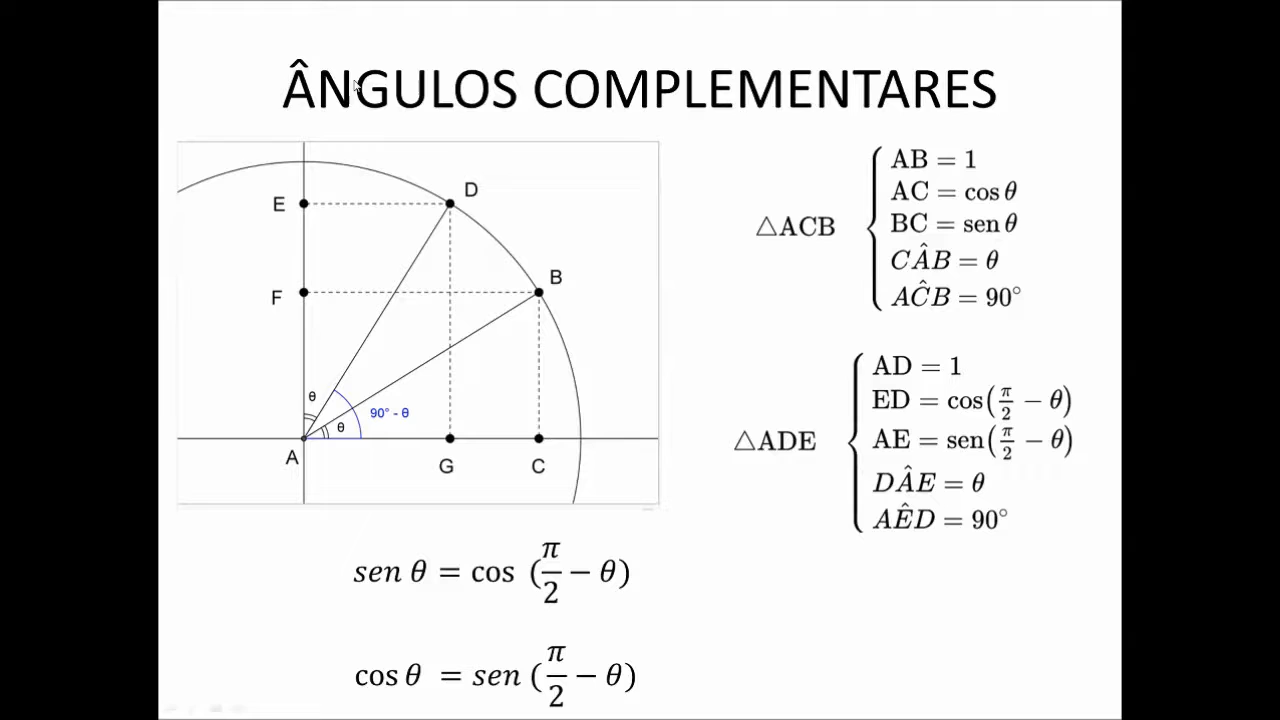 ÂNGULOS COMPLEMENTARES
E
D
F
B
θ
90° - θ
θ
A
G
C
△ACB
AB = 1
AC = cos θ
BC = sen θ
CÂB = θ
AĈB = 90°
△ADE
AD = 1
ED = cos(π/2 − θ)
AE = sen(π/2 − θ)
DÂE = θ
AÊD = 90°
sen θ = cos (π/2 − θ)
cos θ = sen (π/2 − θ)